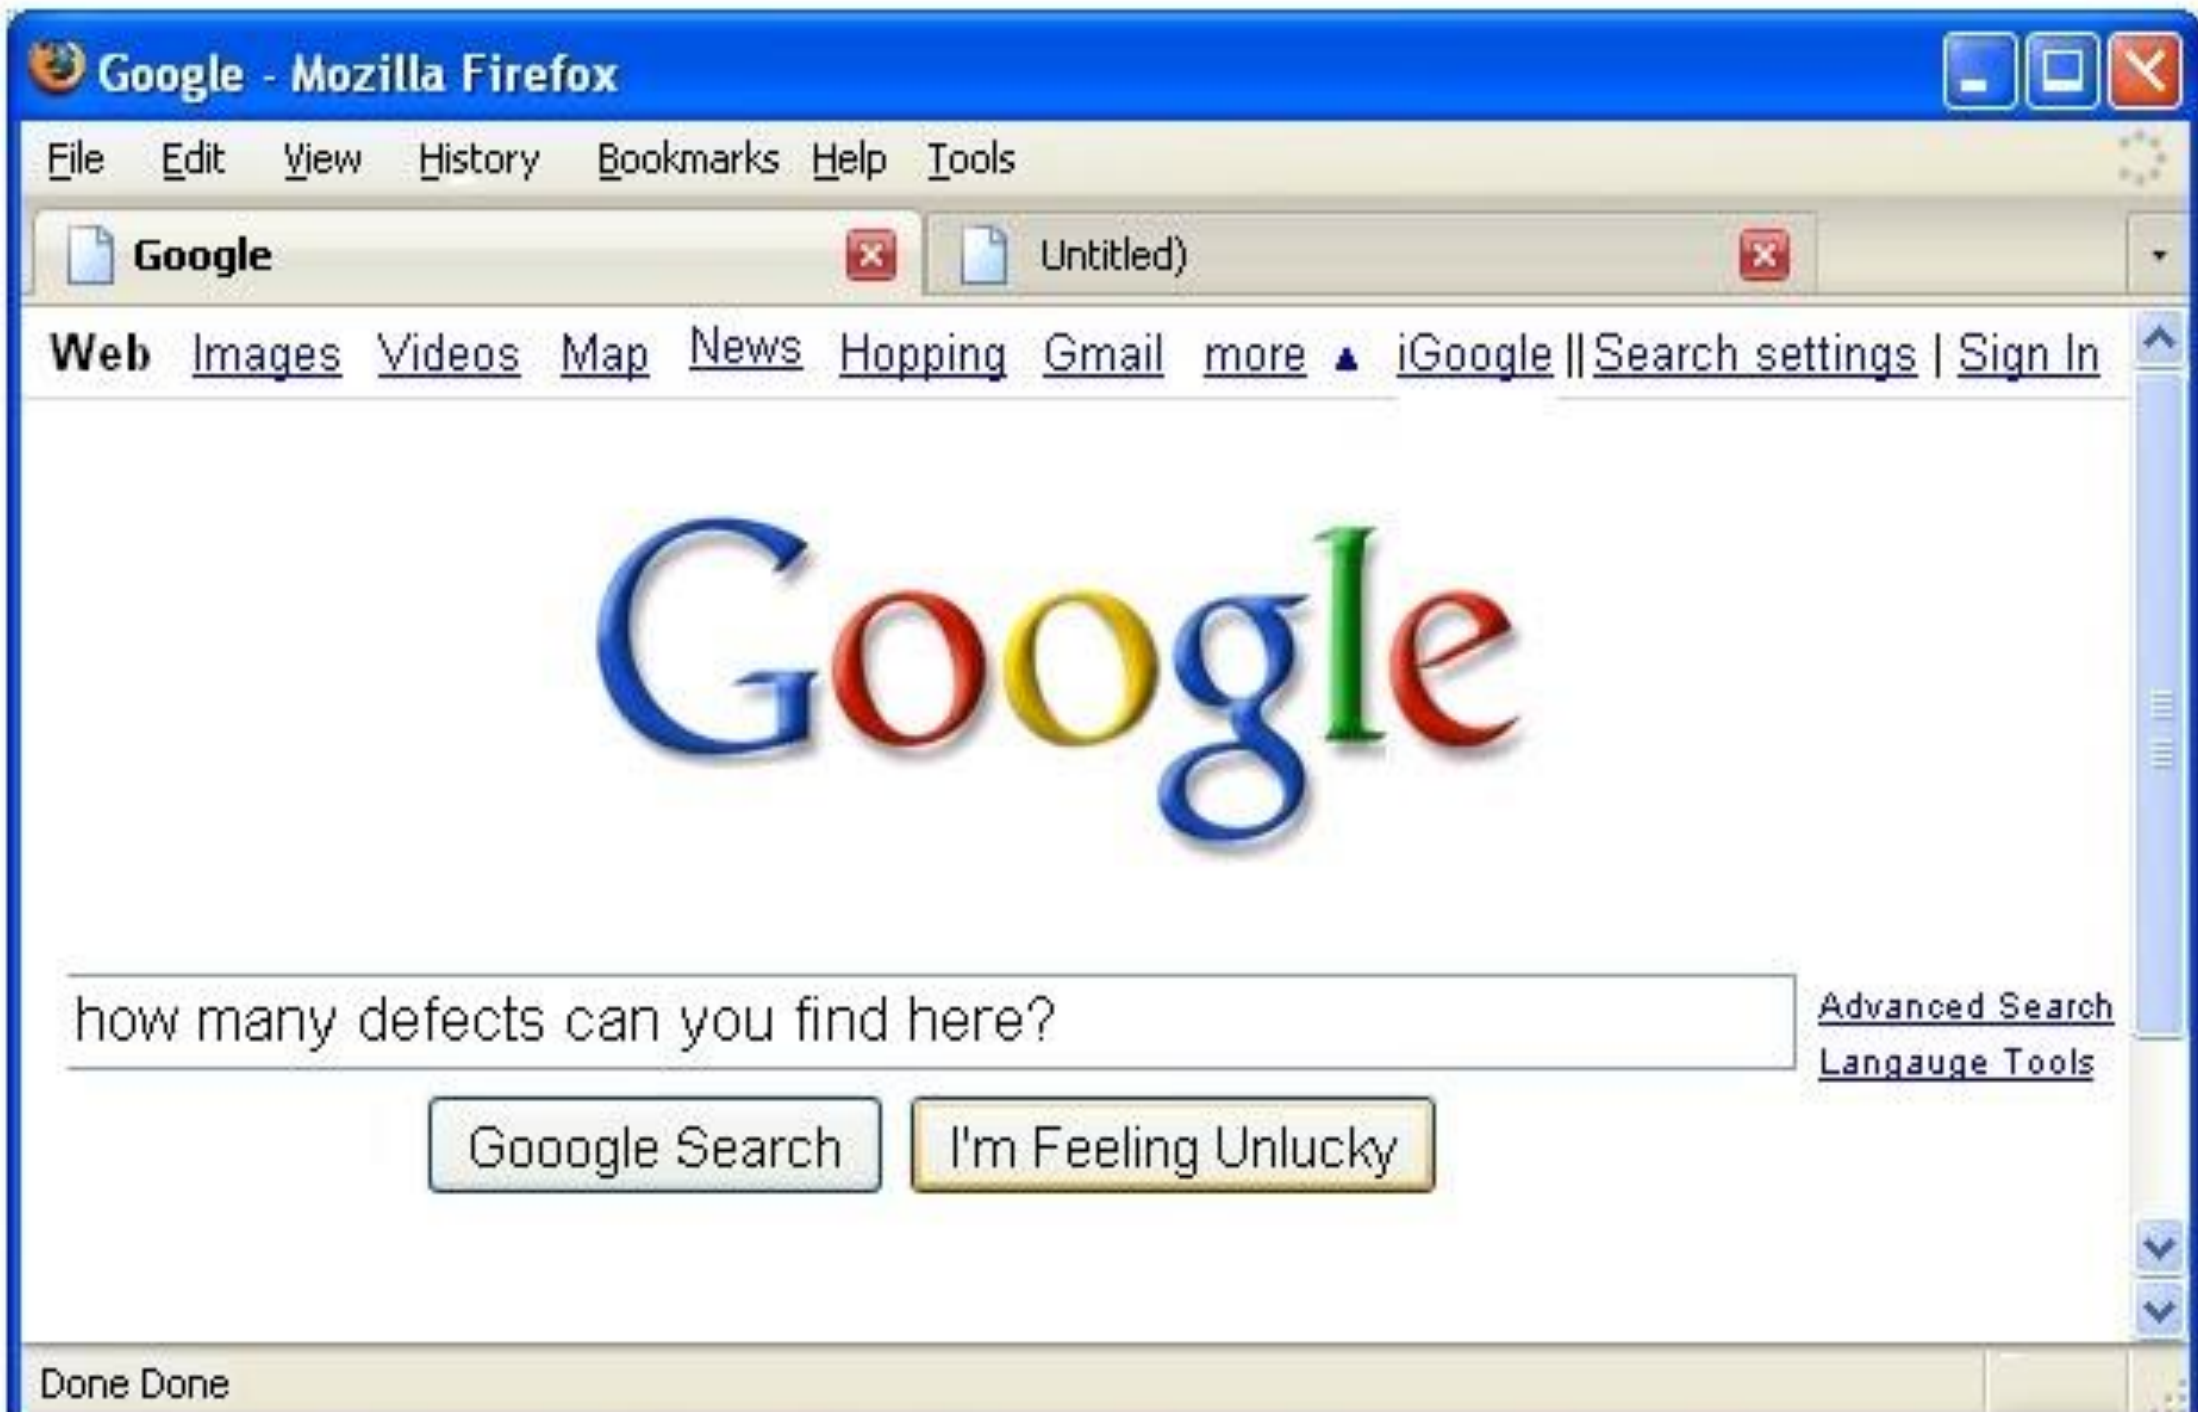 Google - Mozilla Firefox
File Edit View History Bookmarks Help Tools
Google Untitled)
Web Images Videos Map News Hopping Gmail more ▲ iGoogle || Search settings | Sign In
Google
how many defects can you find here?
Advanced Search
Langauge Tools
Gooogle Search I'm Feeling Unlucky
Done Done